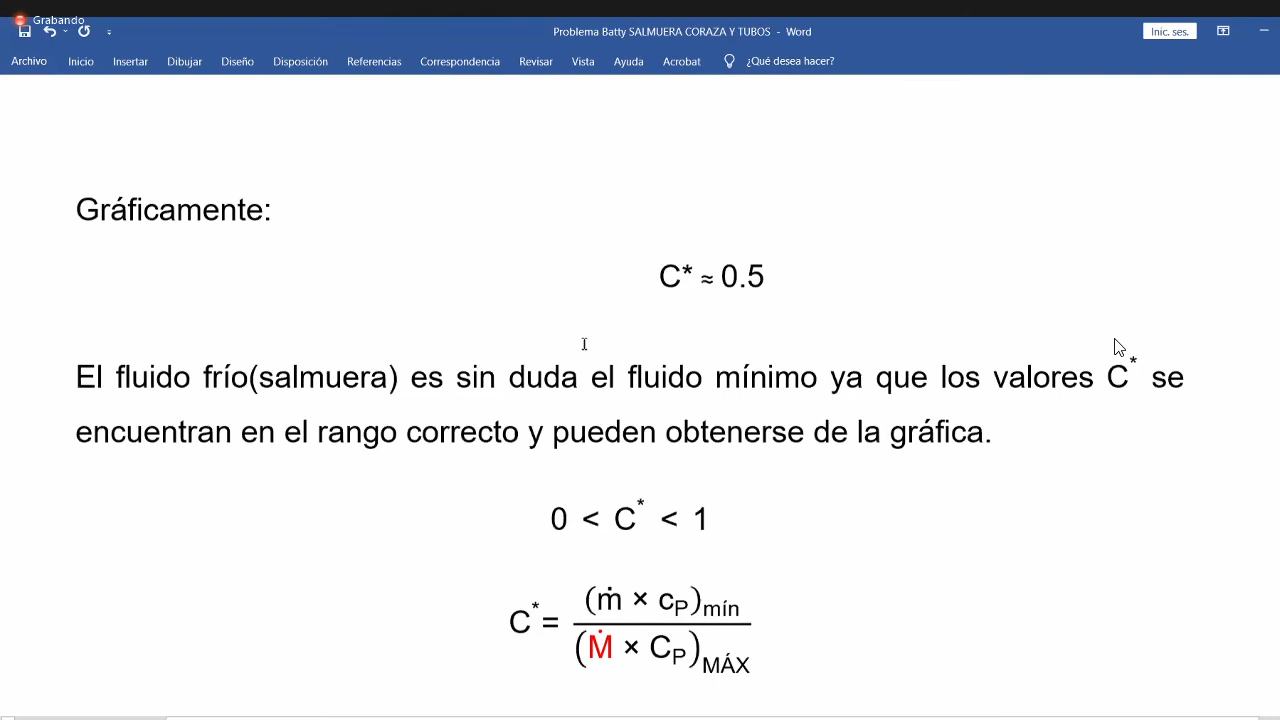 Grabando
Problema Batty SALMUERA CORAZA Y TUBOS - Word
Inic. ses.
Archivo Inicio Insertar Dibujar Diseño Disposición Referencias Correspondencia Revisar Vista Ayuda Acrobat ¿Qué desea hacer?
Gráficamente:
C* ≈ 0.5
El fluido frío(salmuera) es sin duda el fluido mínimo ya que los valores C* se
encuentran en el rango correcto y pueden obtenerse de la gráfica.
0 < C* < 1
(ṁ × cP)mín
C*=
(Ṁ × CP)MÁX